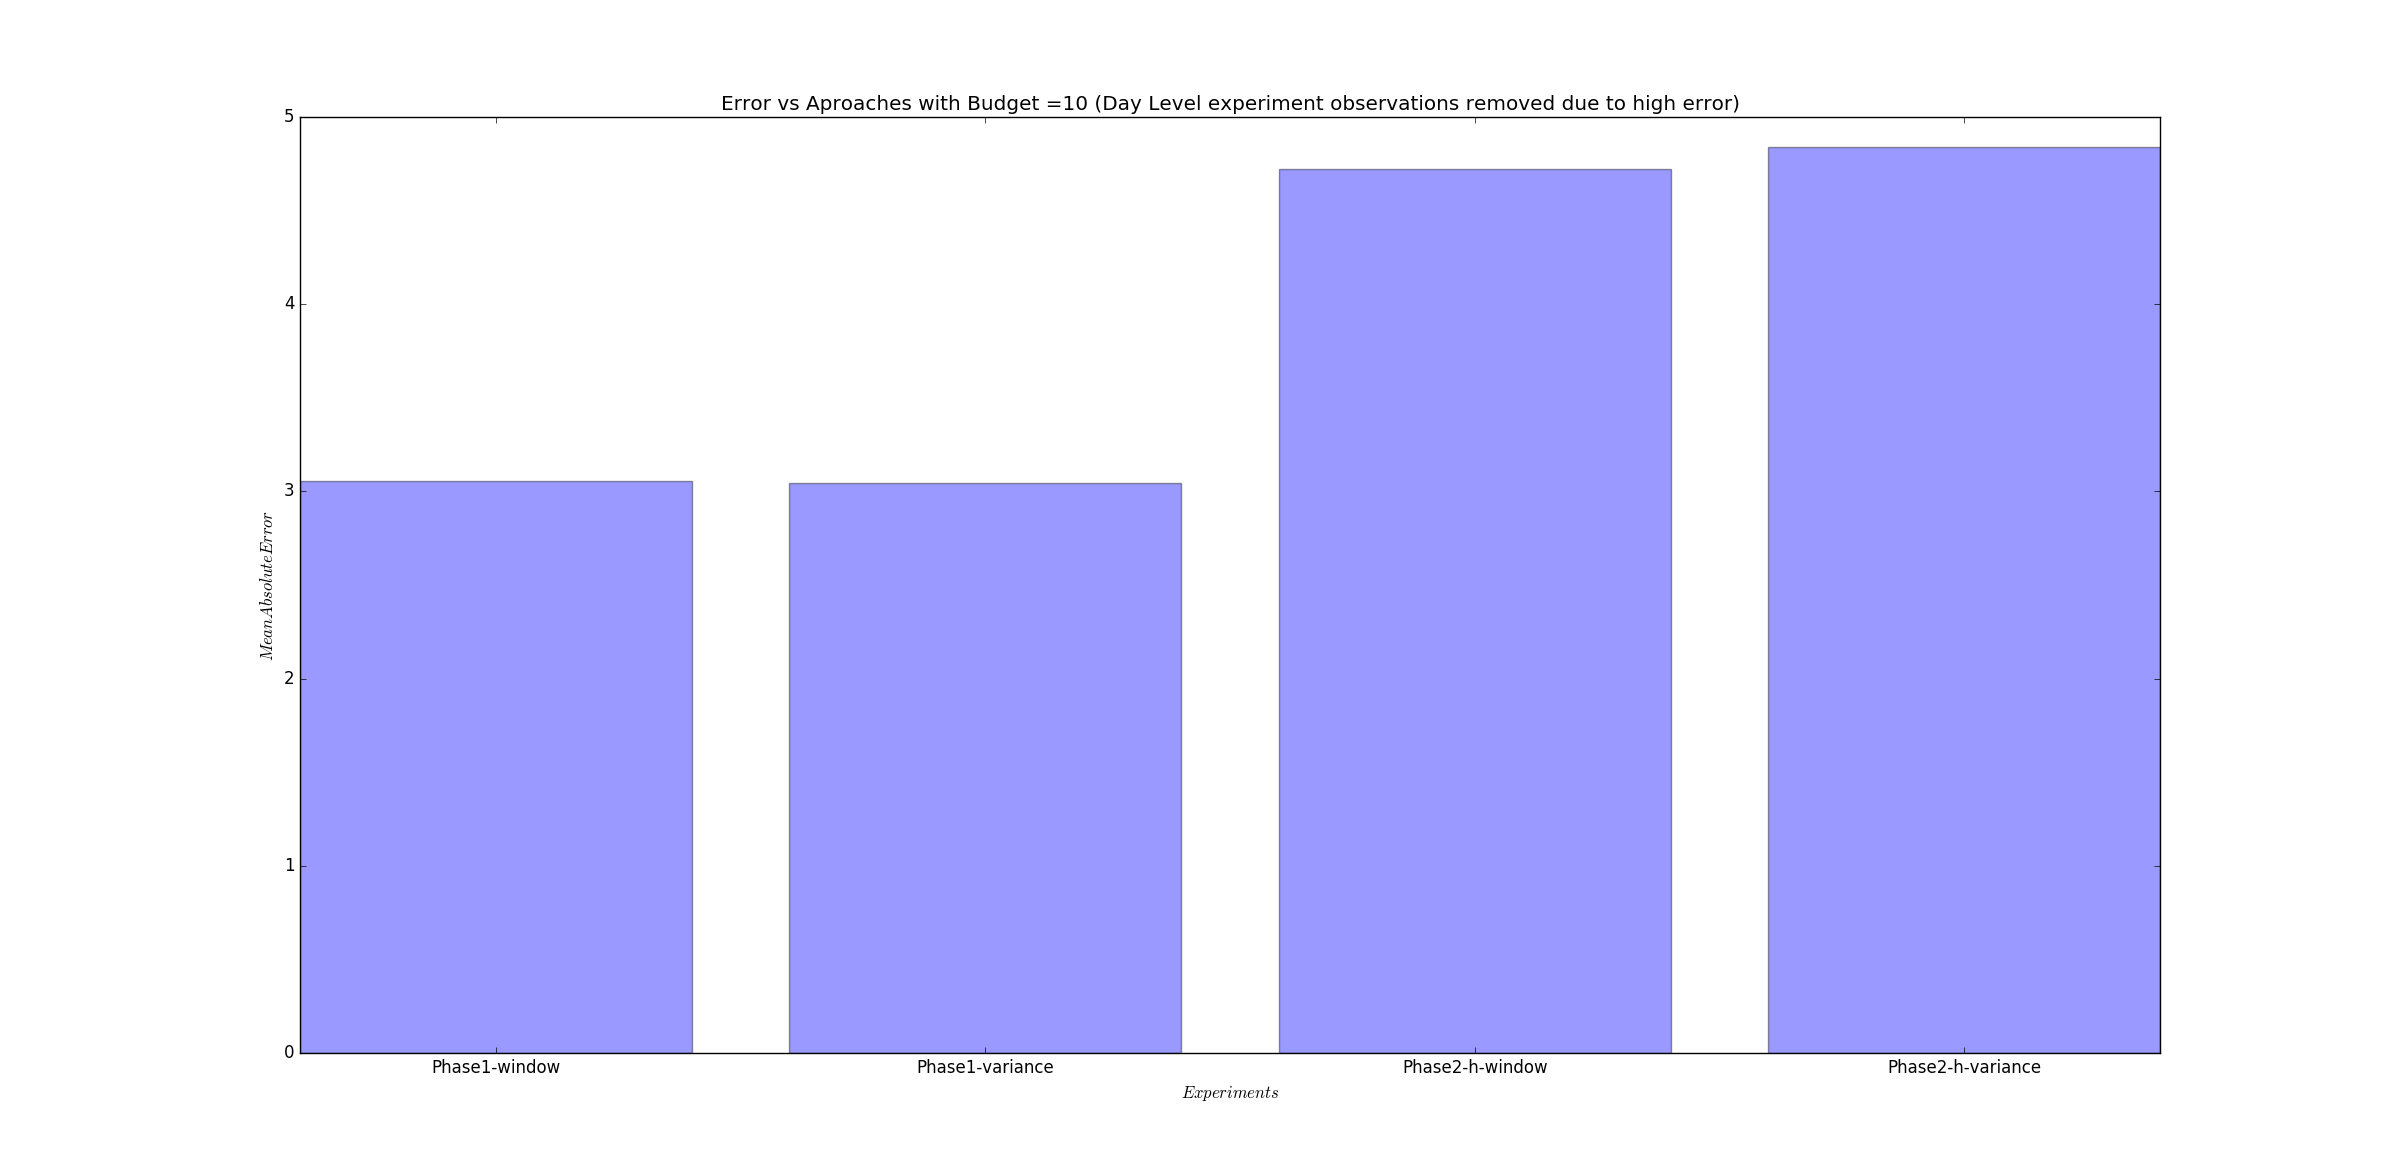 Error vs Aproaches with Budget =10 (Day Level experiment observations removed due to high error)
5
4
3
2
1
0
MeanAbsoluteError
Phase1-window Phase1-variance Phase2-h-window Phase2-h-variance
Experiments